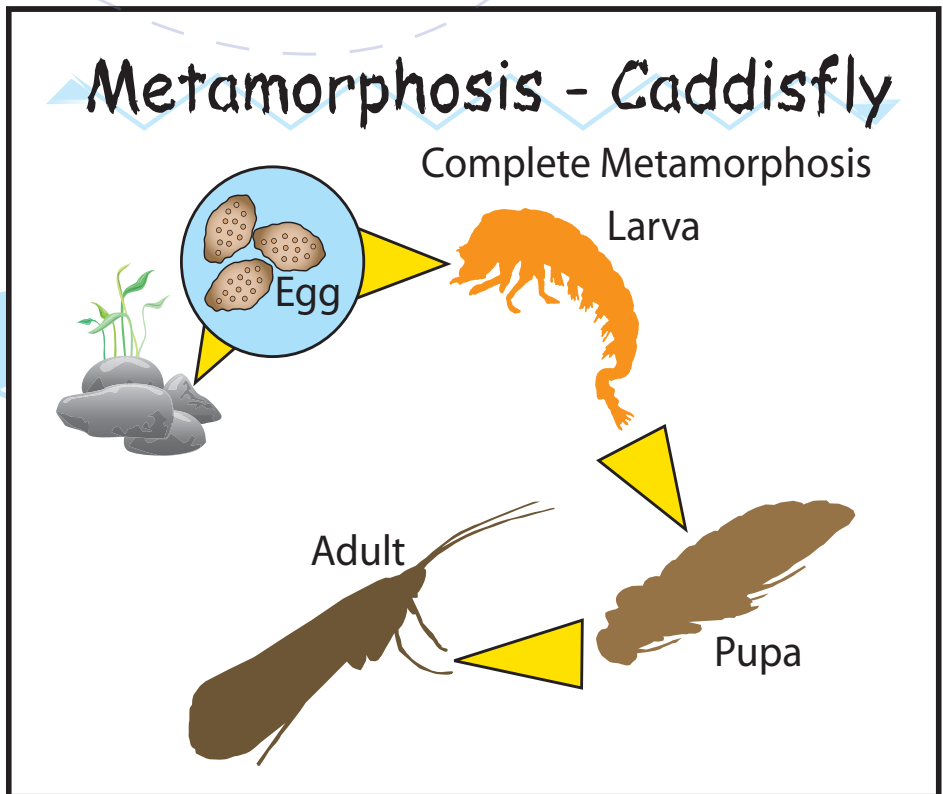 Metamorphosis - Caddisfly
Complete Metamorphosis
Larva
Egg
Adult
Pupa